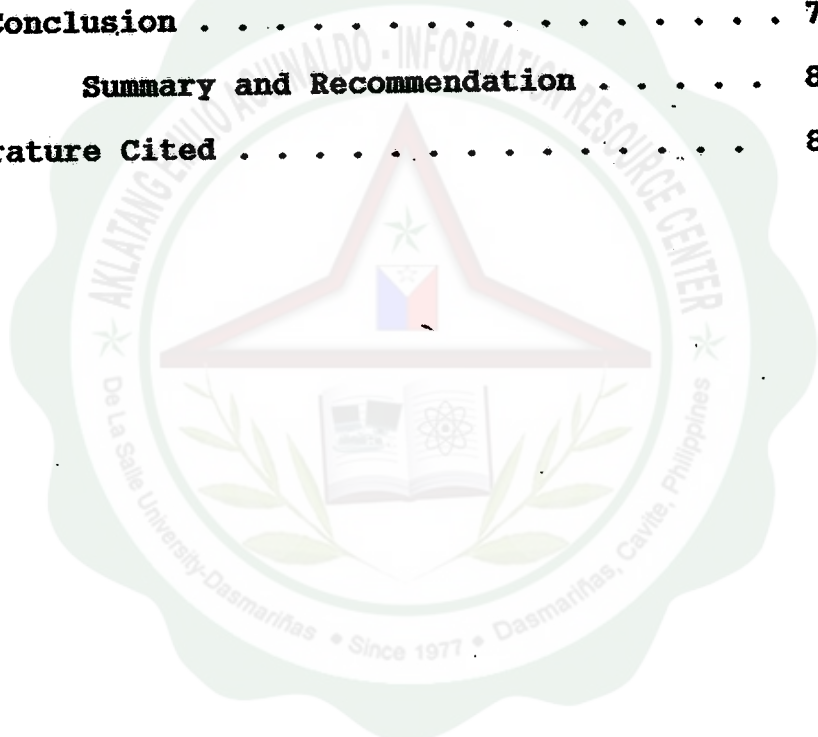 Conclusion . . . . . . . . . . . . . . . . 7
Summary and Recommendation . . . . . 8
rature Cited . . . . . . . . . . . . . . 8
AKLATANG EMILIO AGUINALDO - INFORMATION RESOURCE CENTER
De La Salle University-Dasmariñas • Since 1977 • Dasmariñas, Cavite, Philippines